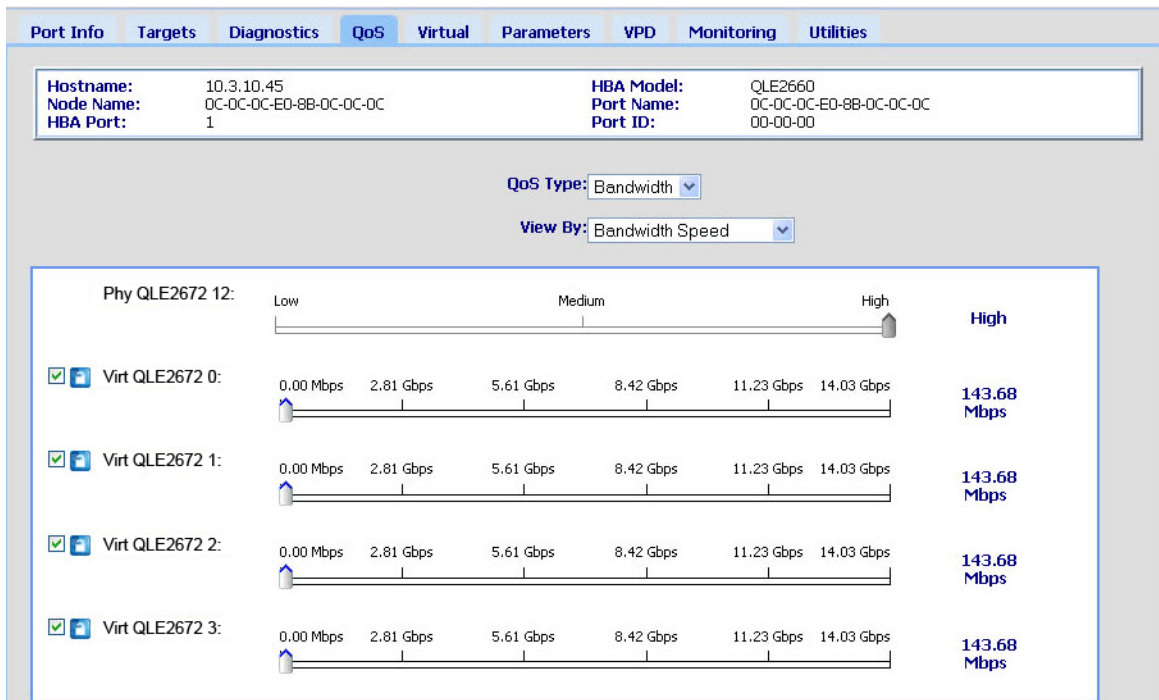 Port Info Targets Diagnostics QoS Virtual Parameters VPD Monitoring Utilities
Hostname: 10.3.10.45 HBA Model: QLE2660
Node Name: 0C-0C-0C-E0-8B-0C-0C-0C Port Name: 0C-0C-0C-E0-8B-0C-0C-0C
HBA Port: 1 Port ID: 00-00-00
QoS Type: Bandwidth
View By: Bandwidth Speed
Phy QLE2672 12: Low Medium High High
Virt QLE2672 0: 0.00 Mbps 2.81 Gbps 5.61 Gbps 8.42 Gbps 11.23 Gbps 14.03 Gbps 143.68
Mbps
Virt QLE2672 1: 0.00 Mbps 2.81 Gbps 5.61 Gbps 8.42 Gbps 11.23 Gbps 14.03 Gbps 143.68
Mbps
Virt QLE2672 2: 0.00 Mbps 2.81 Gbps 5.61 Gbps 8.42 Gbps 11.23 Gbps 14.03 Gbps 143.68
Mbps
Virt QLE2672 3: 0.00 Mbps 2.81 Gbps 5.61 Gbps 8.42 Gbps 11.23 Gbps 14.03 Gbps 143.68
Mbps